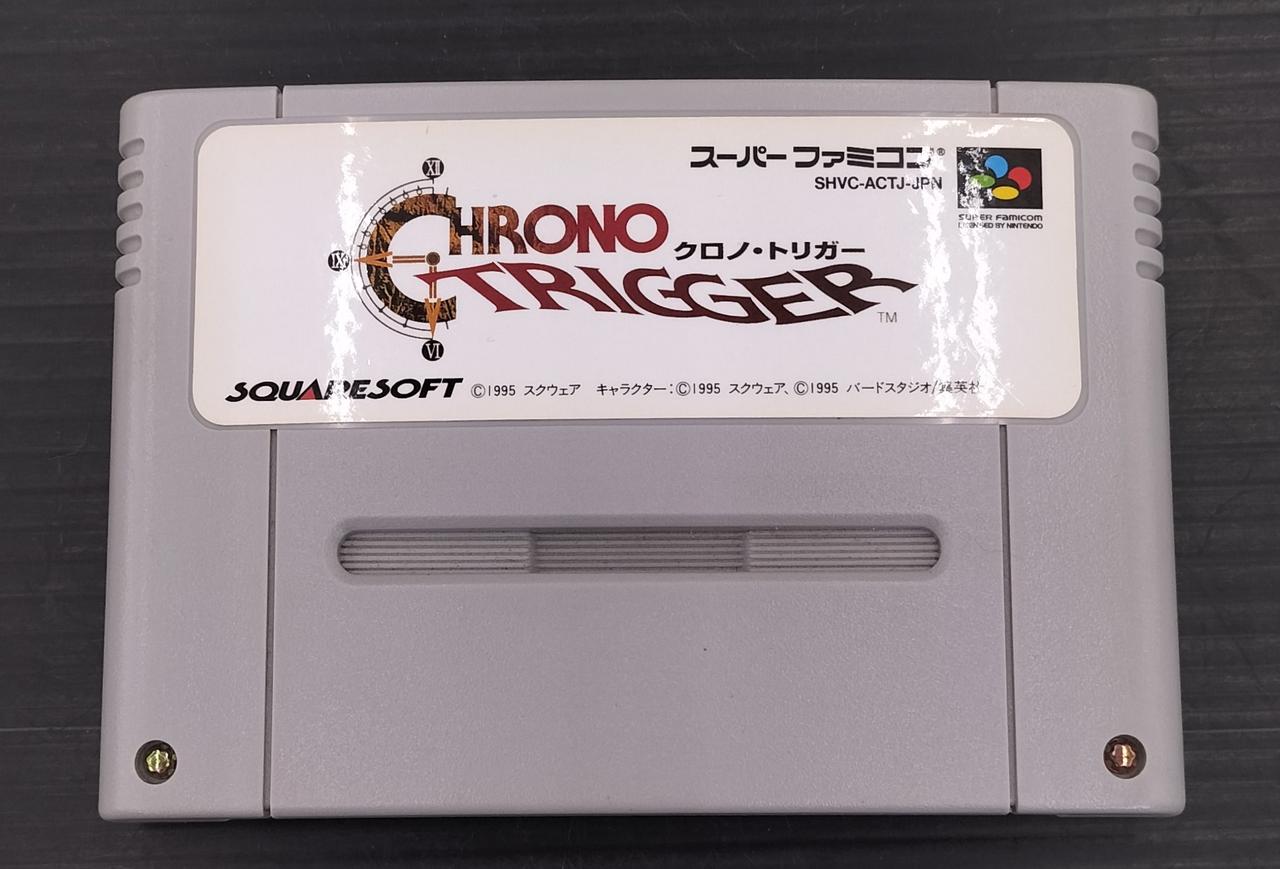 スーパーファミコン®
SHVC-ACTJ-JPN
SUPER FAMICOM
LICENSED BY NINTENDO
XII
IX
VI
CHRONO
クロノ・トリガー
TRIGGER
TM
SQUARESOFT ©1995 スクウェア キャラクター:©1995 スクウェア、©1995 バードスタジオ/集英社